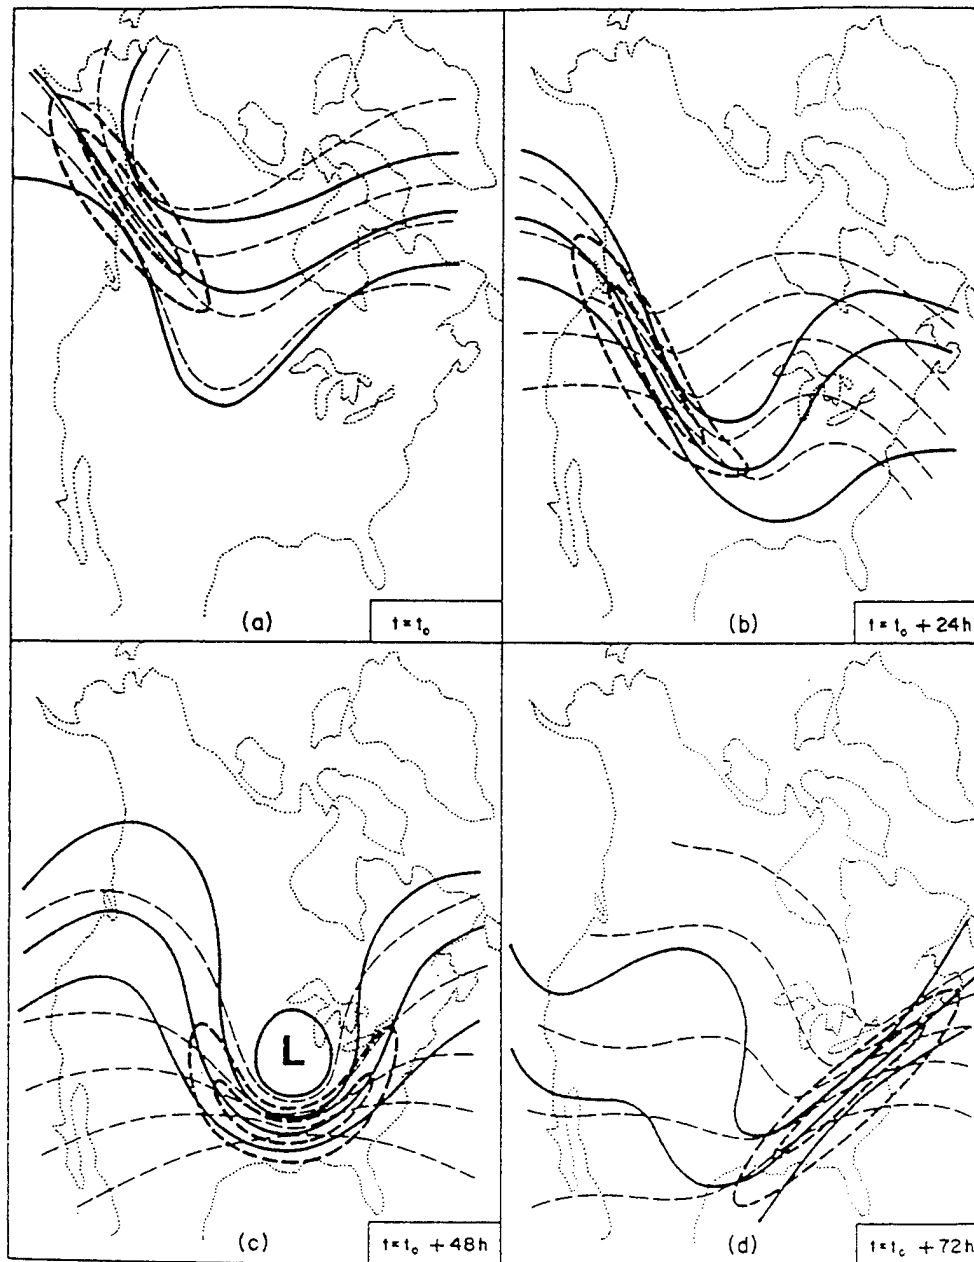 (a)
t = t₀
(b)
t = t₀ + 24h
L
(c)
t = t₀ + 48h
(d)
t = t₀ + 72h